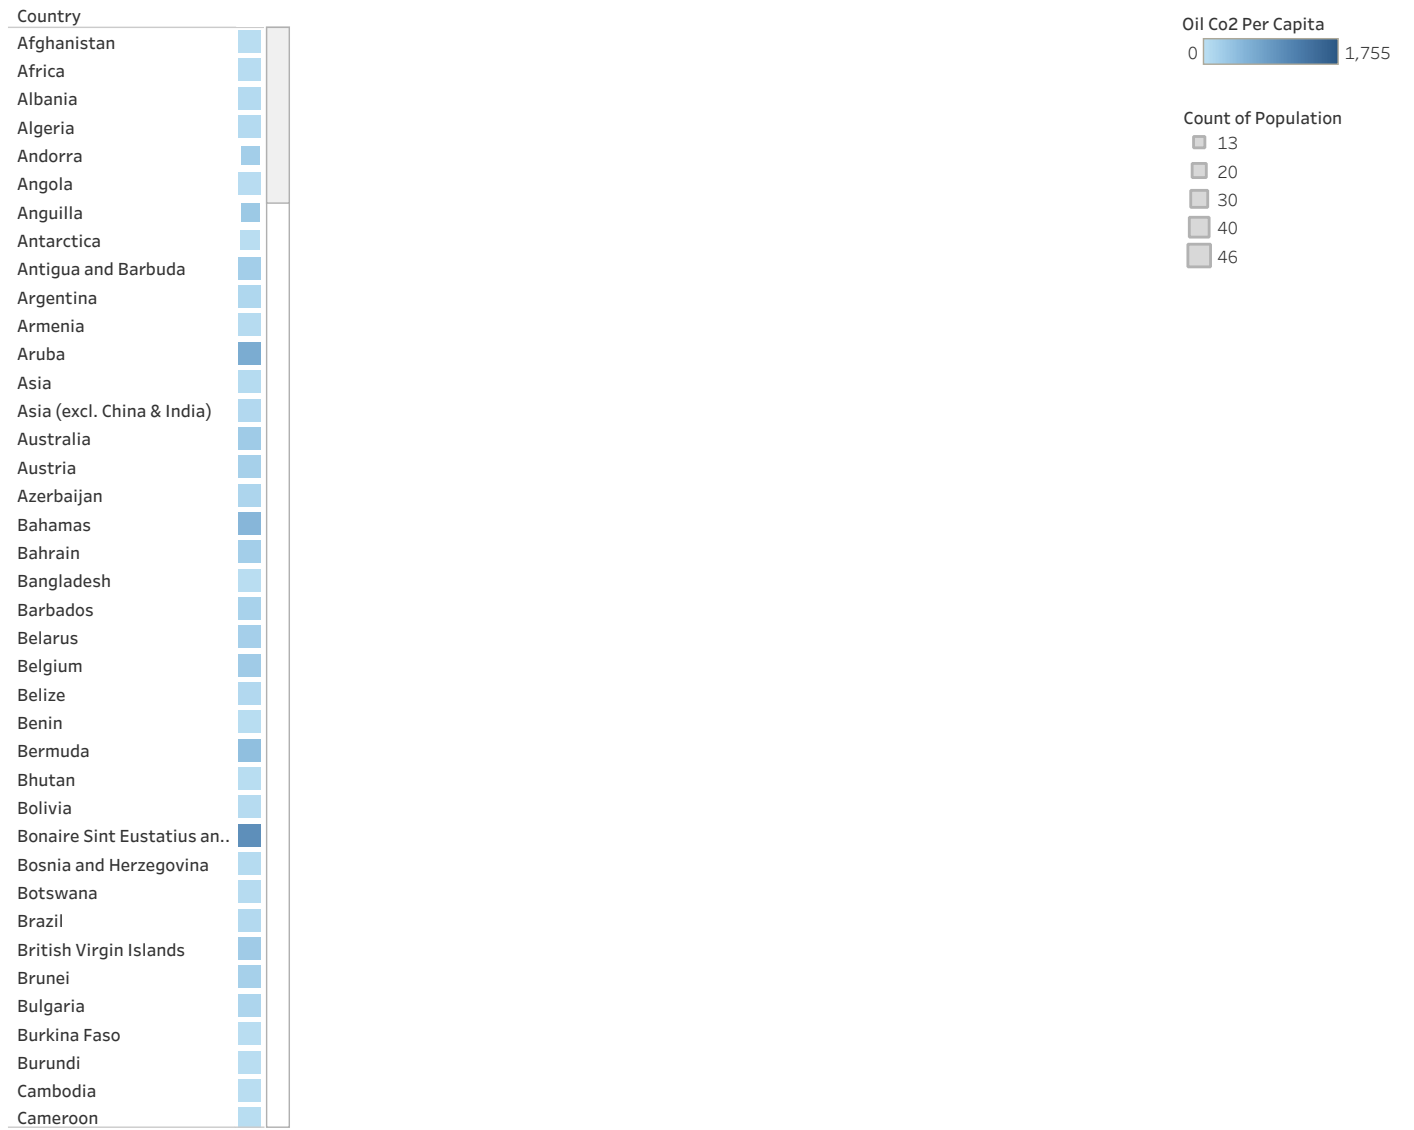 Country
Afghanistan
Africa
Albania
Algeria
Andorra
Angola
Anguilla
Antarctica
Antigua and Barbuda
Argentina
Armenia
Aruba
Asia
Asia (excl. China & India)
Australia
Austria
Azerbaijan
Bahamas
Bahrain
Bangladesh
Barbados
Belarus
Belgium
Belize
Benin
Bermuda
Bhutan
Bolivia
Bonaire Sint Eustatius an..
Bosnia and Herzegovina
Botswana
Brazil
British Virgin Islands
Brunei
Bulgaria
Burkina Faso
Burundi
Cambodia
Cameroon
Oil Co2 Per Capita
0 1,755
Count of Population
13
20
30
40
46